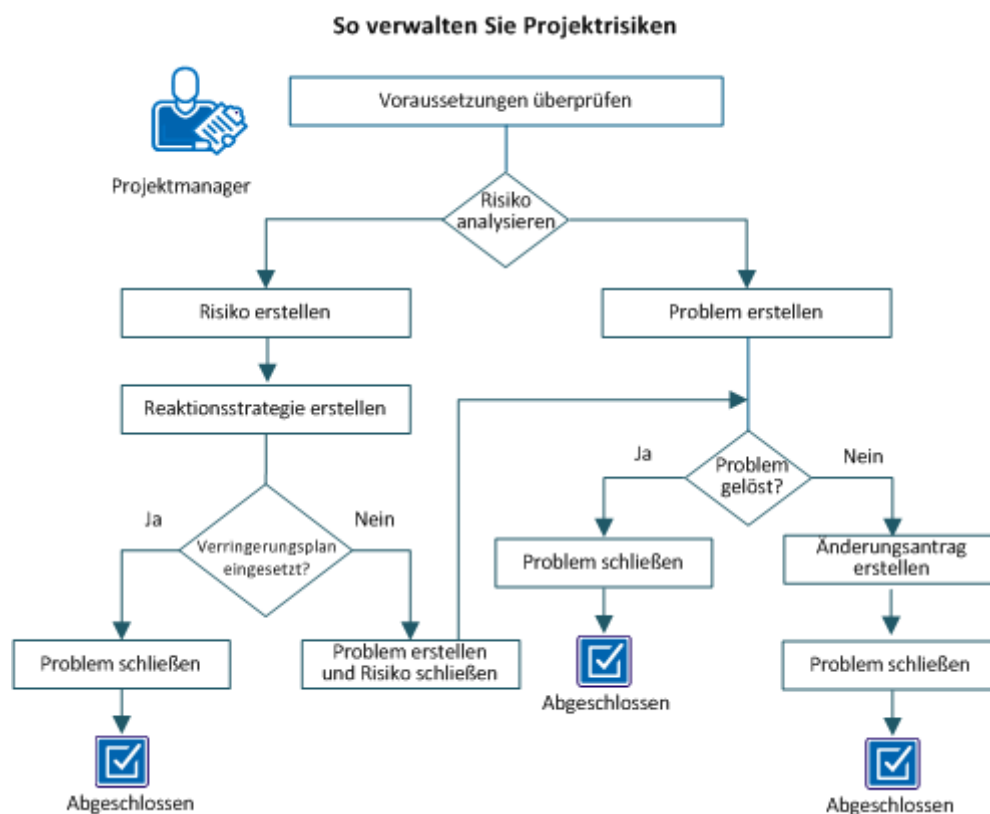 So verwalten Sie Projektrisiken
Voraussetzungen überprüfen
Projektmanager
Risiko
analysieren
Risiko erstellen
Problem erstellen
Reaktionsstrategie erstellen
Ja
Problem
gelöst?
Nein
Ja
Nein
Verringerungsplan
eingesetzt?
Problem schließen
Änderungsantrag
erstellen
Problem schließen
Problem erstellen
und Risiko schließen
Problem schließen
Abgeschlossen
Abgeschlossen
Abgeschlossen